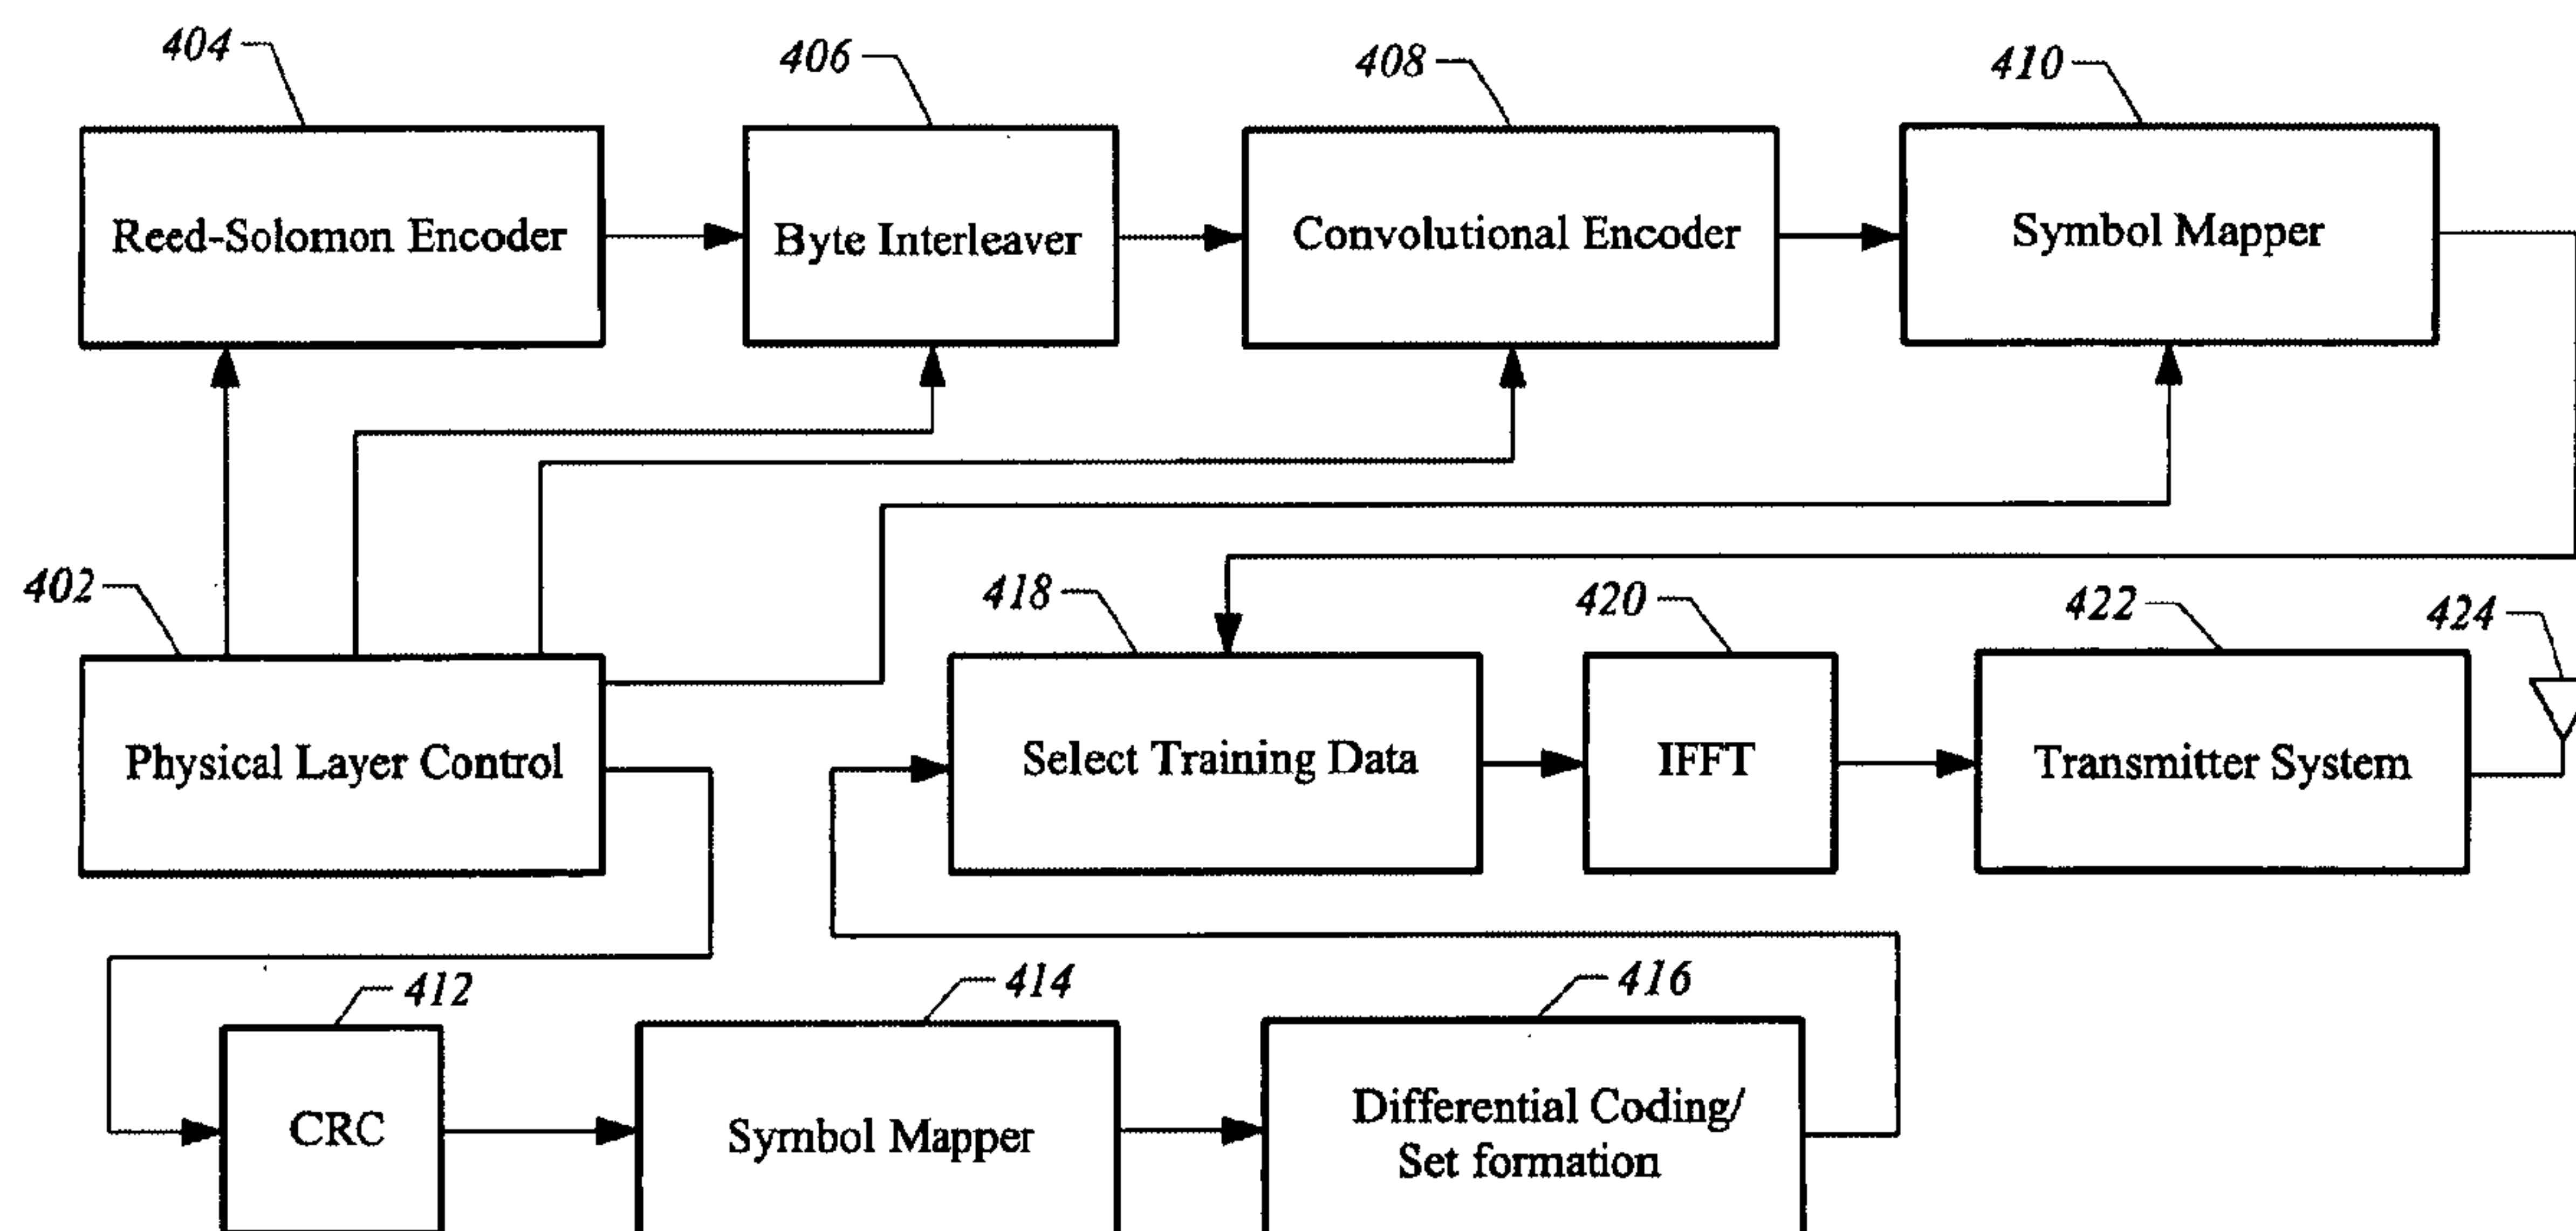 404
406
408
410
Reed-Solomon Encoder
Byte Interleaver
Convolutional Encoder
Symbol Mapper
402
418
420
422
424
Physical Layer Control
Select Training Data
IFFT
Transmitter System
412
414
416
CRC
Symbol Mapper
Differential Coding/
Set formation